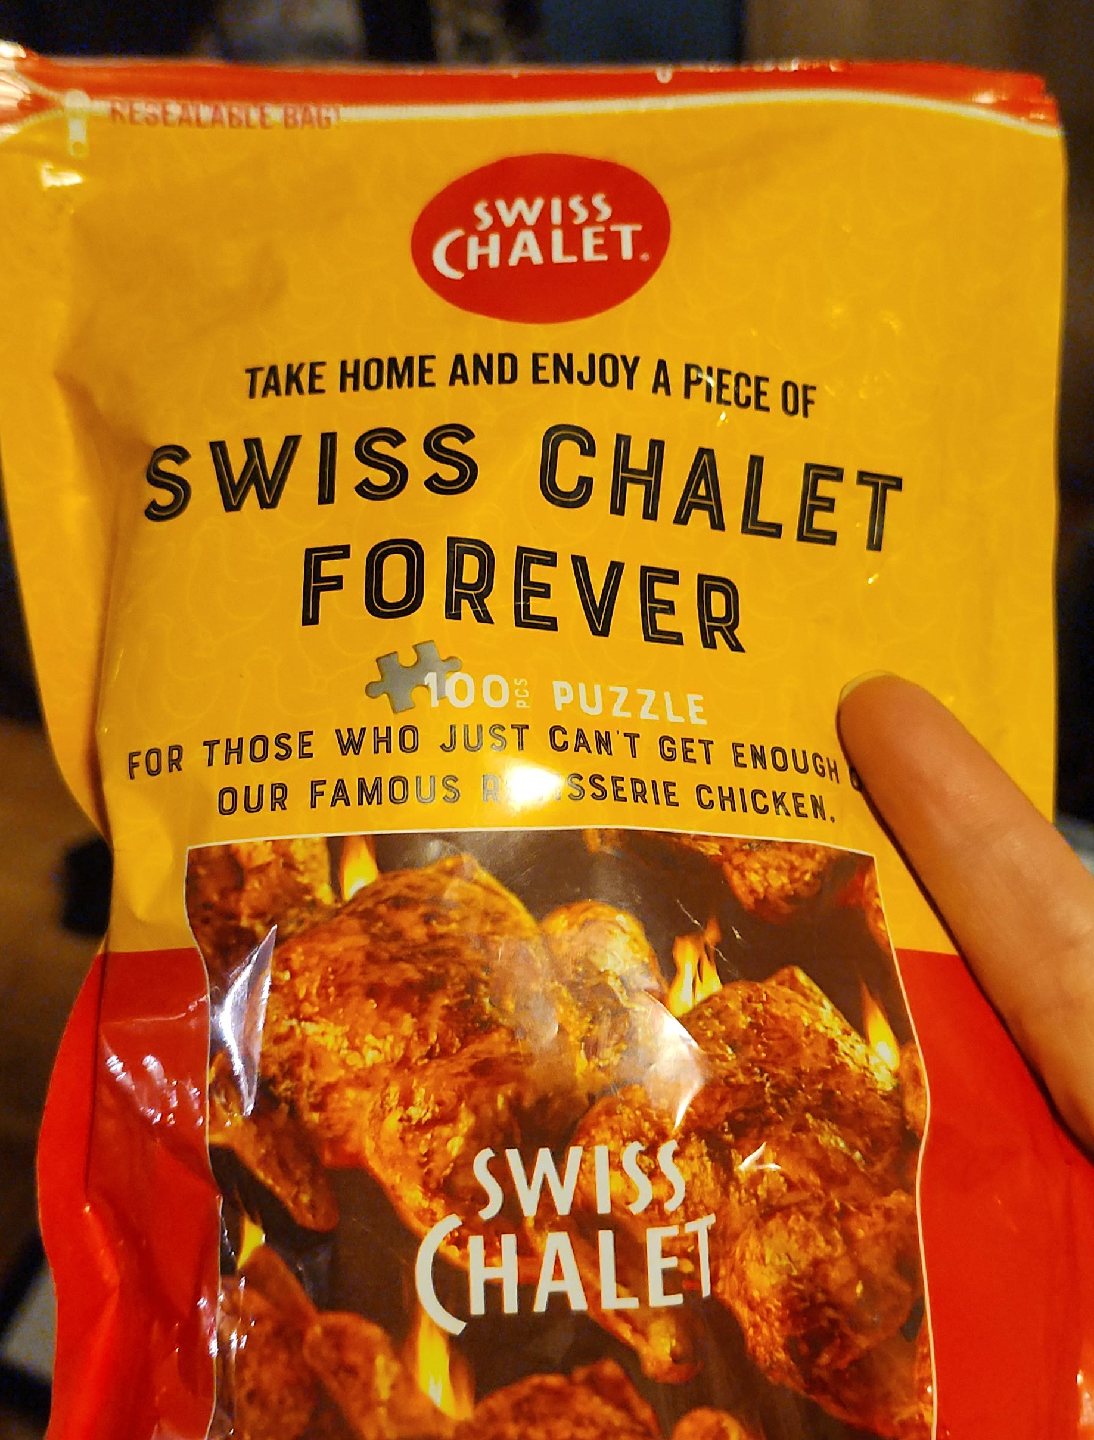 RESEALABLE BAG!
SWISS
CHALET.
TAKE HOME AND ENJOY A PIECE OF
SWISS CHALET
FOREVER
100 PCS PUZZLE
FOR THOSE WHO JUST CAN'T GET ENOUGH
OUR FAMOUS CHICKEN.
SWISS
CHALET